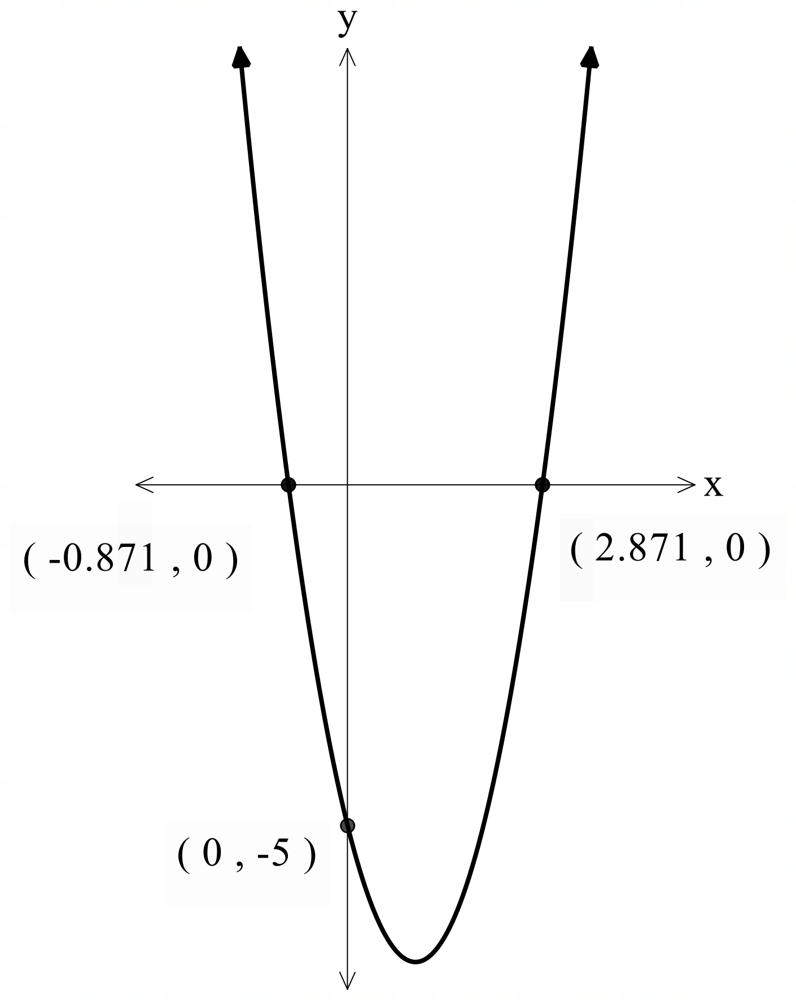 y
x
( -0.871 , 0 )
( 2.871 , 0 )
( 0 , -5 )